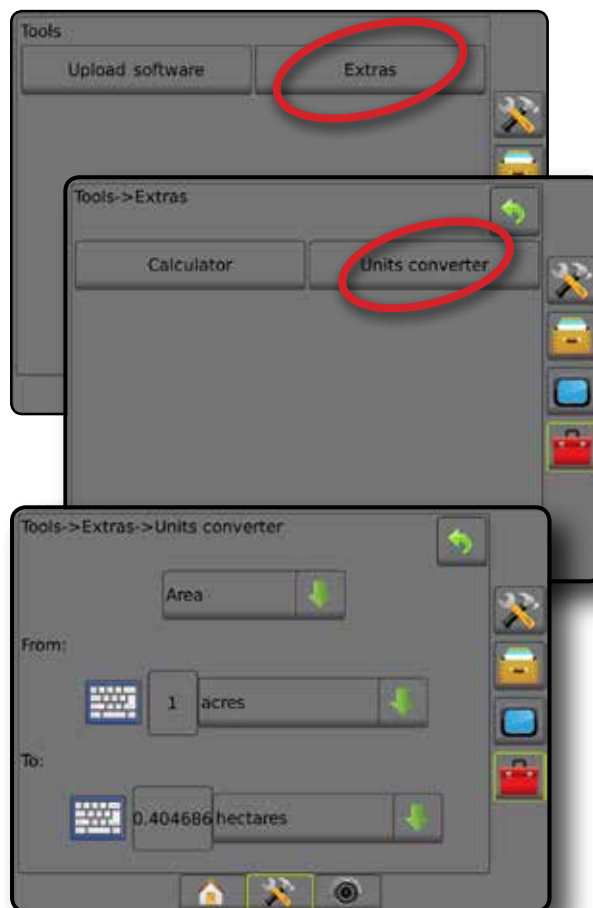 Tools
Upload software Extras
Tools->Extras
Calculator Units converter
Tools->Extras->Units converter
Area
From:
1 acres
To:
0.404686 hectares